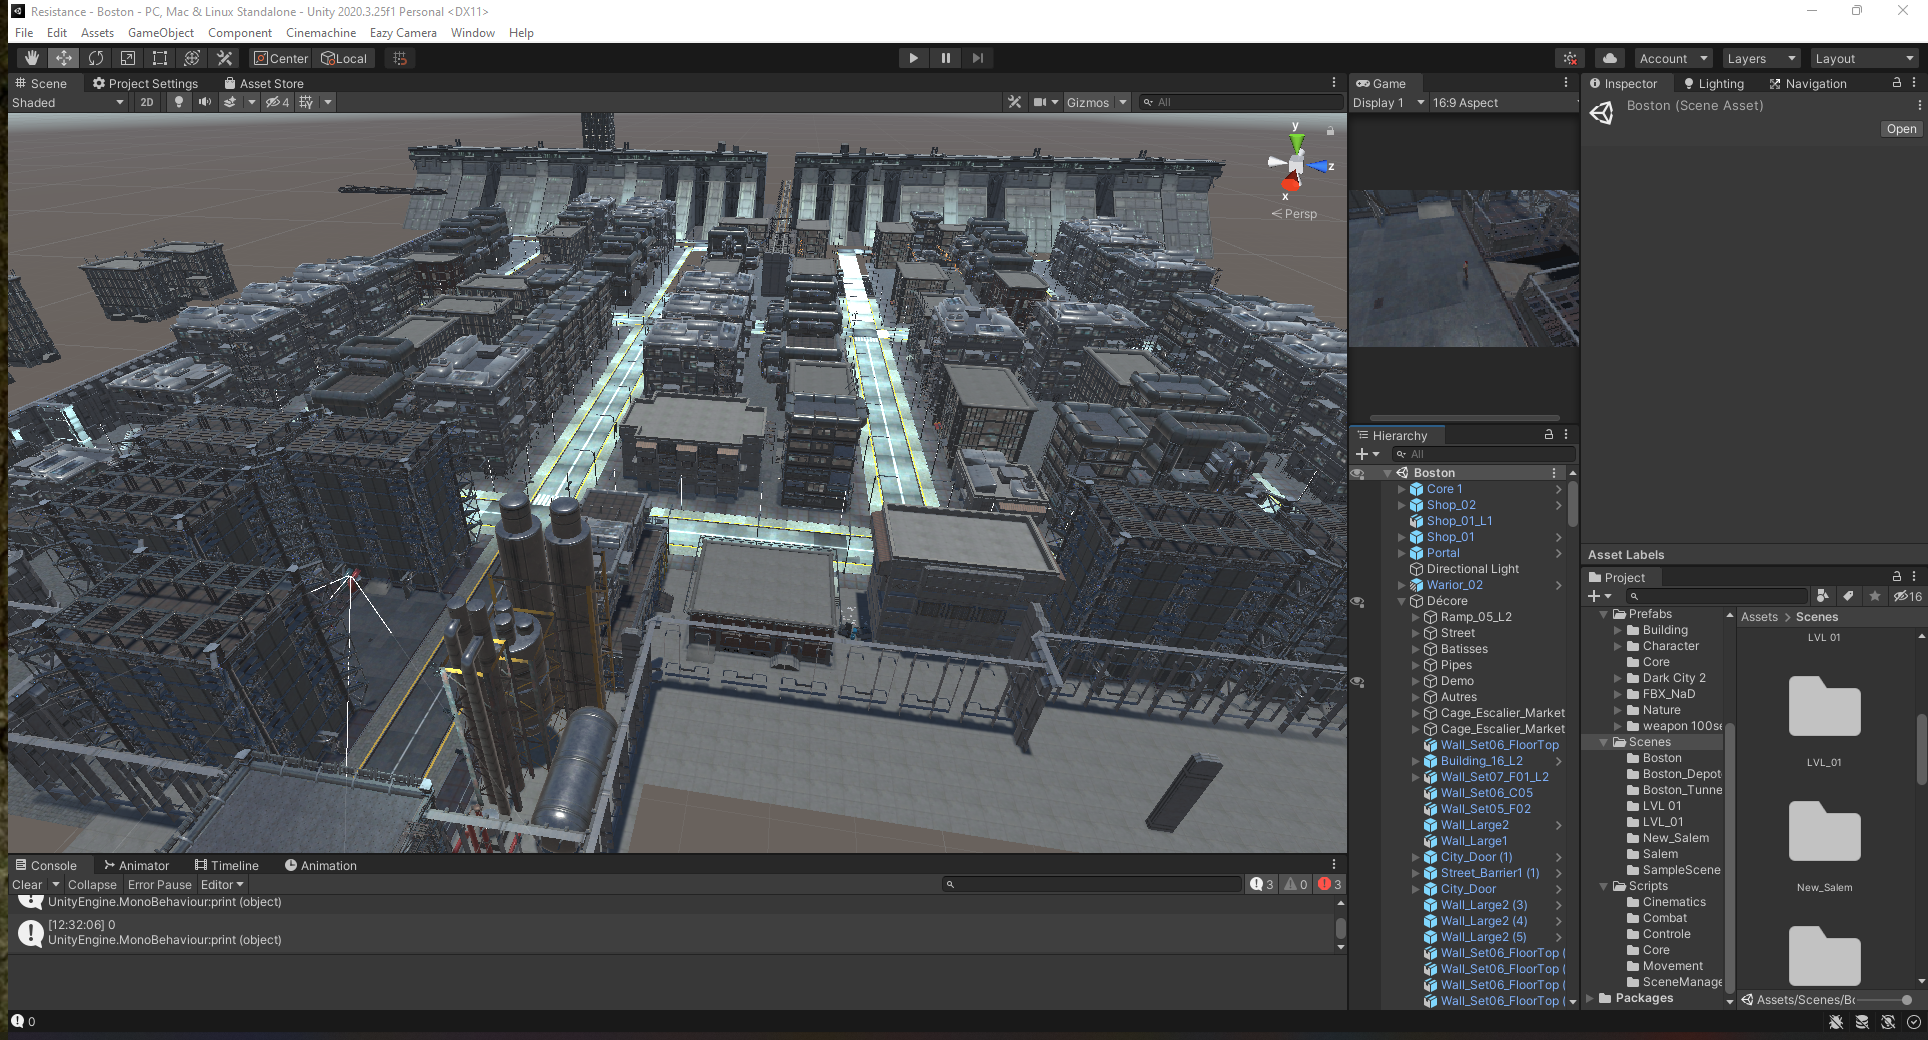 Resistance - Boston - PC, Mac & Linux Standalone - Unity 2020.3.25f1 Personal <DX11>
File Edit Assets GameObject Component Cinemachine Eazy Camera Window Help
Center Local Account Layers Layout
Scene Project Settings Asset Store
Shaded 2D 4 Gizmos All
y
z
x
Persp
Game
Display 1 16:9 Aspect
Inspector Lighting Navigation
Boston (Scene Asset)
Open
Hierarchy
All
Boston
Core 1
Shop_02
Shop_01_L1
Shop_01
Portal
Directional Light
Warior_02
Décore
Ramp_05_L2
Street
Batisses
Pipes
Demo
Autres
Cage_Escalier_Market
Cage_Escalier_Market
Wall_Set06_FloorTop
Building_16_L2
Wall_Set07_F01_L2
Wall_Set06_C05
Wall_Set05_F02
Wall_Large2
Wall_Large1
City_Door (1)
Street_Barrier1 (1)
City_Door
Wall_Large2 (3)
Wall_Large2 (4)
Wall_Large2 (5)
Wall_Set06_FloorTop (
Wall_Set06_FloorTop (
Wall_Set06_FloorTop (
Wall_Set06_FloorTop (
Asset Labels
Project
16
Prefabs
Building
Character
Core
Dark City 2
FBX_NaD
Nature
weapon 100se
Scenes
Boston
Boston_Depot
Boston_Tunne
LVL 01
LVL_01
New_Salem
Salem
SampleScene
Scripts
Cinematics
Combat
Controle
Core
Movement
SceneManage
Packages
Assets > Scenes
LVL 01
LVL_01
New_Salem
Assets/Scenes/Bo
Console Animator Timeline Animation
Clear Collapse Error Pause Editor 3 0 3
UnityEngine.MonoBehaviour:print (object)
[12:32:06] 0
UnityEngine.MonoBehaviour:print (object)
0